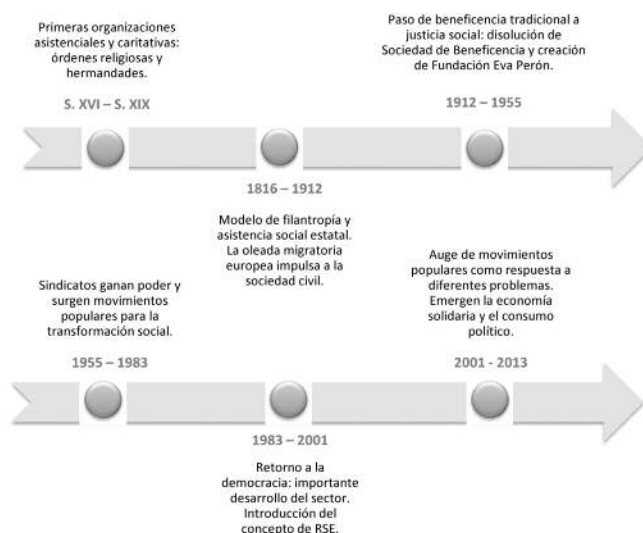 Primeras organizaciones
asistenciales y caritativas:
órdenes religiosas y
hermandades.
S. XVI – S. XIX
1816 – 1912
Modelo de filantropía y
asistencia social estatal.
La oleada migratoria
europea impulsa a la
sociedad civil.
Paso de beneficencia tradicional a
justicia social: disolución de
Sociedad de Beneficencia y creación
de Fundación Eva Perón.
1912 – 1955
Sindicatos ganan poder y
surgen movimientos
populares para la
transformación social.
1955 – 1983
1983 – 2001
Retorno a la
democracia: importante
desarrollo del sector.
Introducción del
concepto de RSE.
Auge de movimientos
populares como respuesta a
diferentes problemas.
Emergen la economía
solidaria y el consumo
político.
2001 - 2013